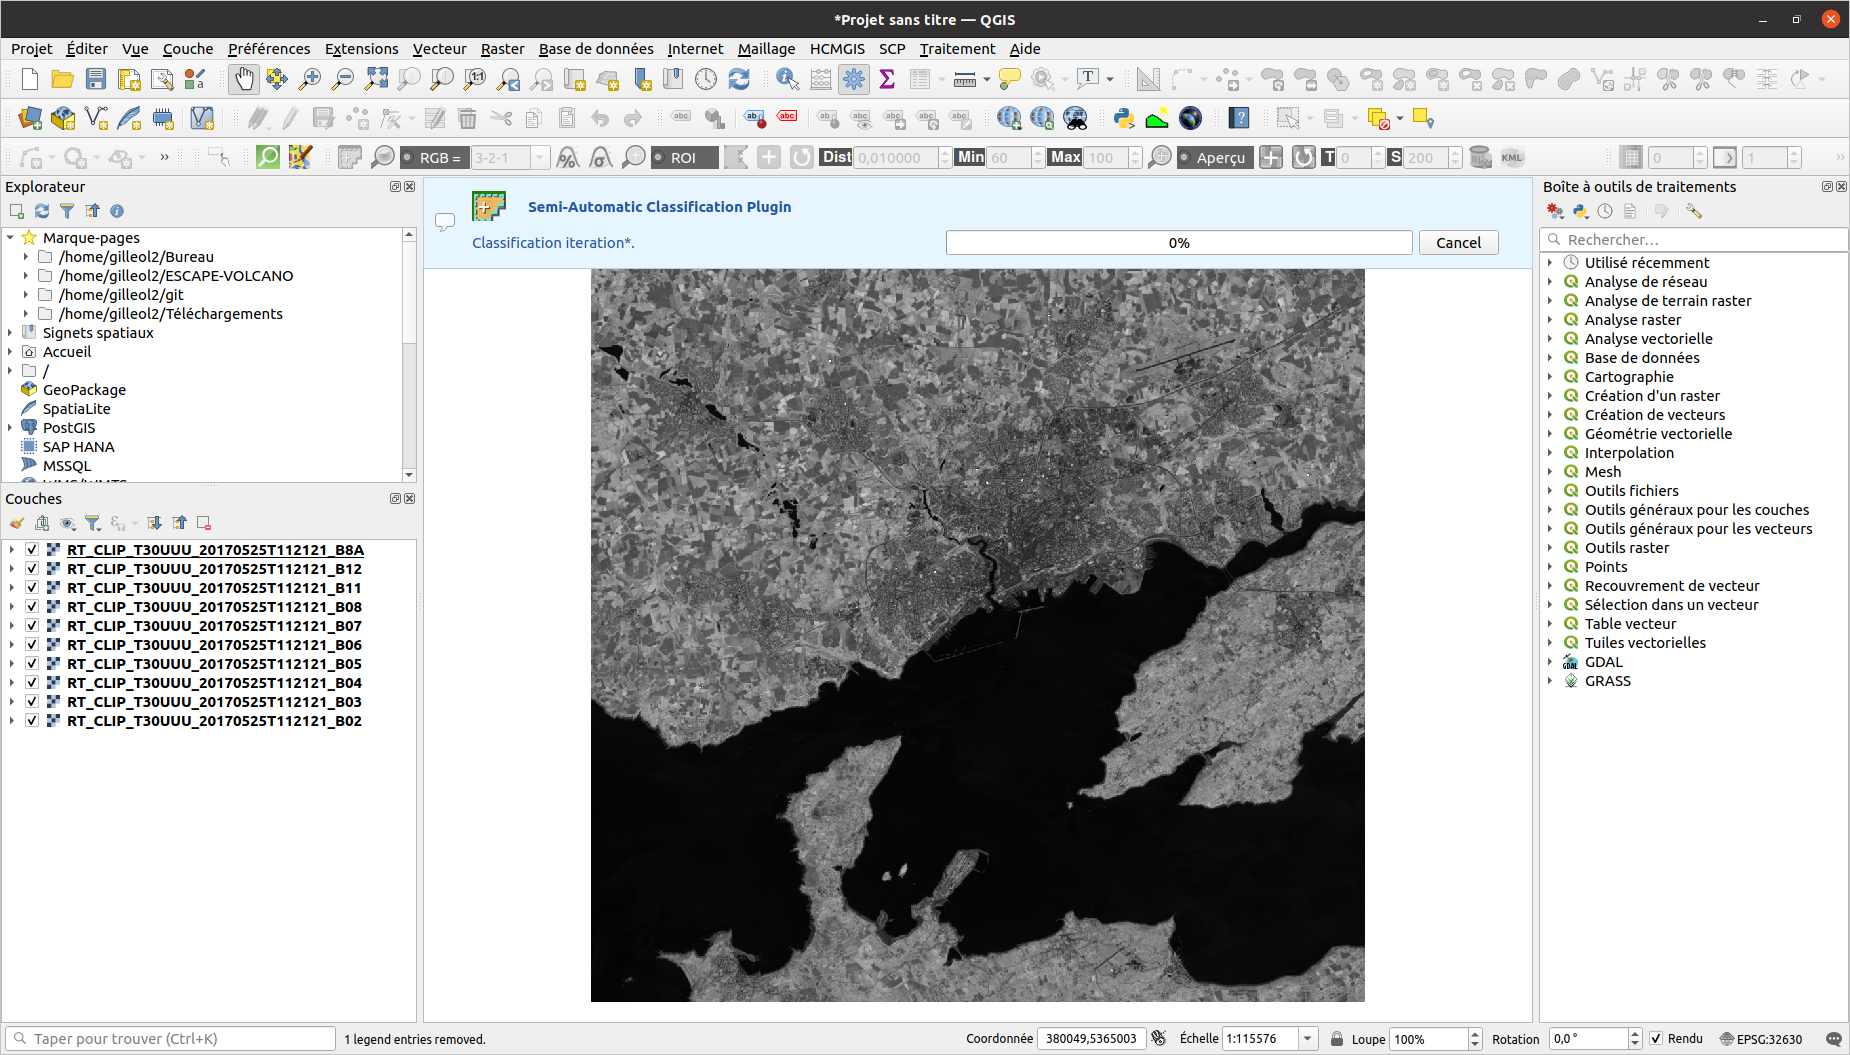 *Projet sans titre — QGIS
Projet Éditer Vue Couche Préférences Extensions Vecteur Raster Base de données Internet Maillage HCMGIS SCP Traitement Aide
RGB = 3-2-1 ROI Dist 0,010000 Min 60 Max 100 Aperçu T 0 S 200 KML 0 1
Explorateur
Marque-pages
/home/gilleol2/Bureau
/home/gilleol2/ESCAPE-VOLCANO
/home/gilleol2/git
/home/gilleol2/Téléchargements
Signets spatiaux
Accueil
/
GeoPackage
SpatiaLite
PostGIS
SAP HANA
MSSQL
WMS/WMTS
Couches
RT_CLIP_T30UUU_20170525T112121_B8A
RT_CLIP_T30UUU_20170525T112121_B12
RT_CLIP_T30UUU_20170525T112121_B11
RT_CLIP_T30UUU_20170525T112121_B08
RT_CLIP_T30UUU_20170525T112121_B07
RT_CLIP_T30UUU_20170525T112121_B06
RT_CLIP_T30UUU_20170525T112121_B05
RT_CLIP_T30UUU_20170525T112121_B04
RT_CLIP_T30UUU_20170525T112121_B03
RT_CLIP_T30UUU_20170525T112121_B02
Semi-Automatic Classification Plugin
Classification iteration*.
0%
Cancel
Boîte à outils de traitements
Rechercher...
Utilisé récemment
Analyse de réseau
Analyse de terrain raster
Analyse raster
Analyse vectorielle
Base de données
Cartographie
Création d'un raster
Création de vecteurs
Géométrie vectorielle
Interpolation
Mesh
Outils fichiers
Outils généraux pour les couches
Outils généraux pour les vecteurs
Outils raster
Points
Recouvrement de vecteur
Sélection dans un vecteur
Table vecteur
Tuiles vectorielles
GDAL
GRASS
Taper pour trouver (Ctrl+K)
1 legend entries removed.
Coordonnée 380049,5365003 Échelle 1:115576 Loupe 100% Rotation 0,0 ° Rendu EPSG:32630